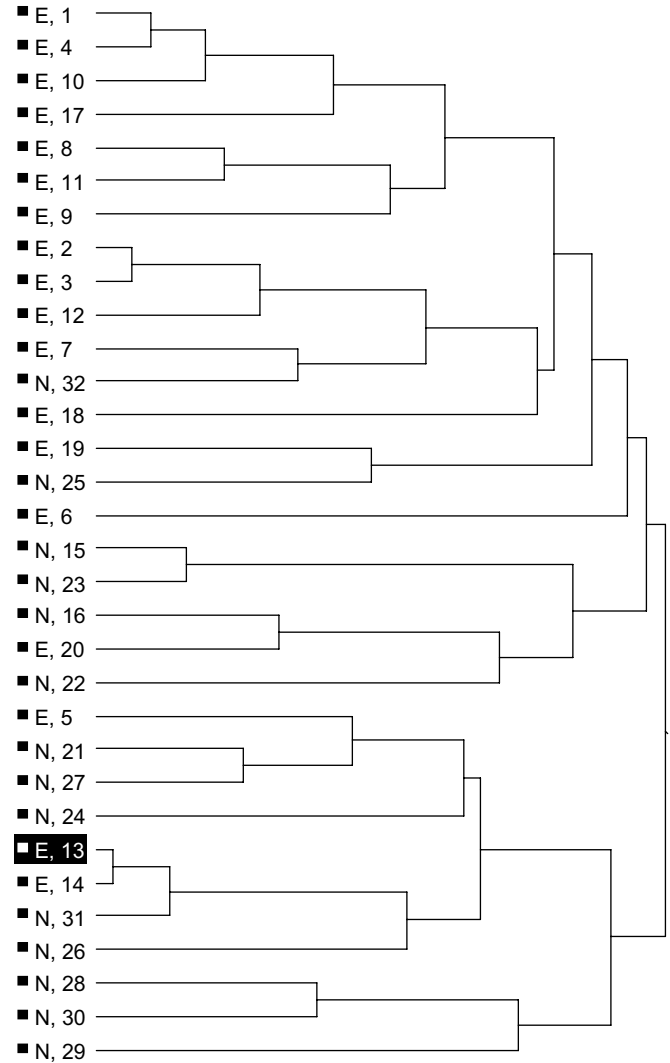 E, 1
E, 4
E, 10
E, 17
E, 8
E, 11
E, 9
E, 2
E, 3
E, 12
E, 7
N, 32
E, 18
E, 19
N, 25
E, 6
N, 15
N, 23
N, 16
E, 20
N, 22
E, 5
N, 21
N, 27
N, 24
E, 13
E, 14
N, 31
N, 26
N, 28
N, 30
N, 29